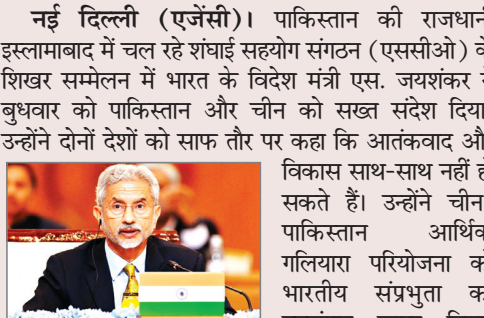 नई दिल्ली (एजेंसी)। पाकिस्तान की राजधानी
इस्लामाबाद में चल रहे शंघाई सहयोग संगठन (एससीओ) के
शिखर सम्मेलन में भारत के विदेश मंत्री एस. जयशंकर ने
बुधवार को पाकिस्तान और चीन को सख्त संदेश दिया
उन्होंने दोनों देशों को साफ तौर पर कहा कि आतंकवाद और
विकास साथ-साथ नहीं हो
सकते हैं। उन्होंने चीन
पाकिस्तान आर्थिक
गलियारा परियोजना को
भारतीय संप्रभुता का